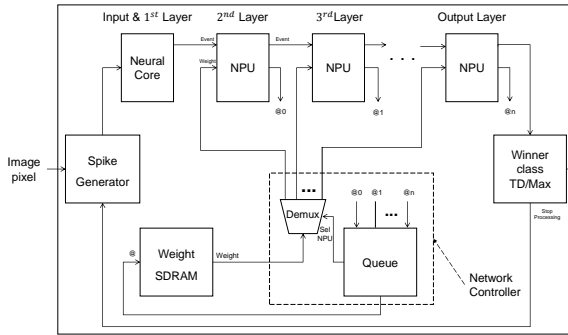 Input & 1st Layer
2nd Layer
3rdLayer
Output Layer
Event
Event
Weight
Neural
Core
NPU
NPU
. . .
NPU
@0
@1
@n
Image
pixel
Spike
Generator
Winner
class
TD/Max
Stop
Processing
...
@0
@1
@n
...
Demux
Sel
NPU
@
Weight
SDRAM
Weight
Queue
Network
Controller